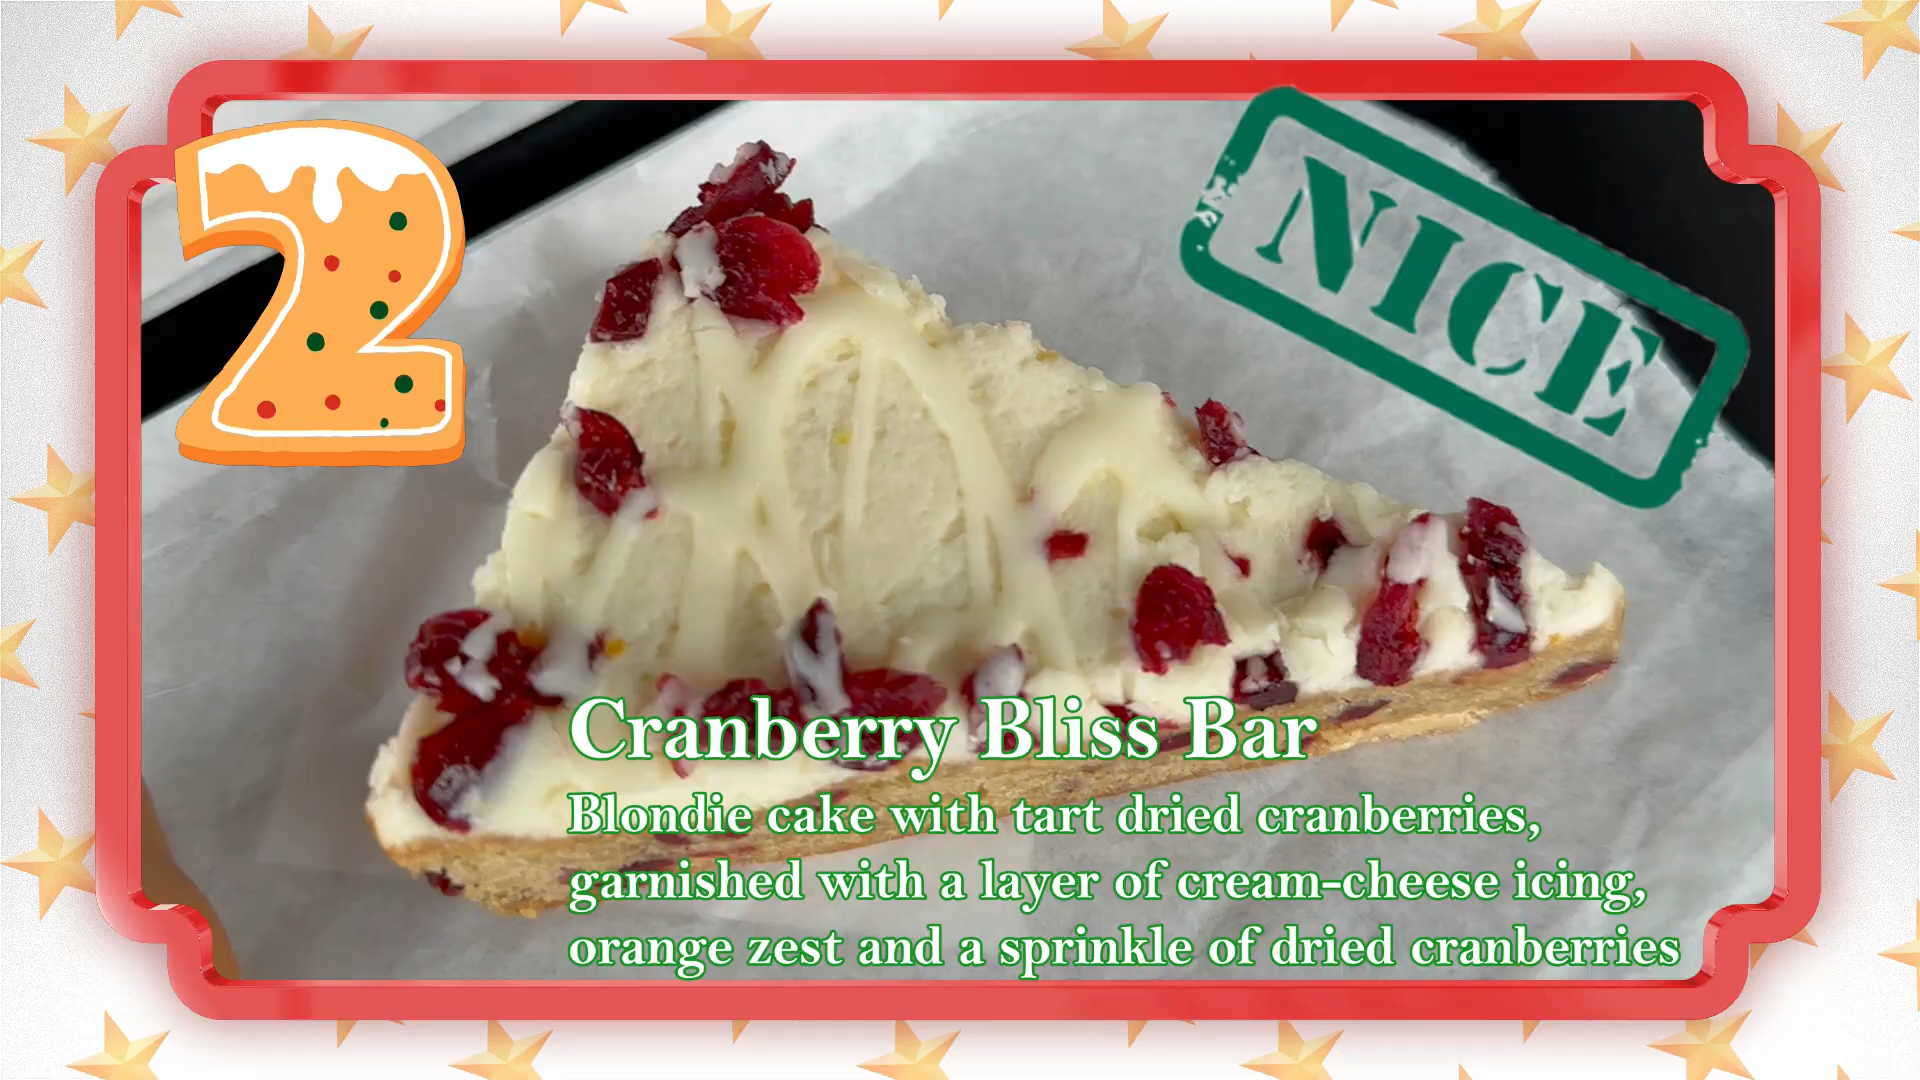 2
NICE
Cranberry Bliss Bar
Blondie cake with tart dried cranberries,
garnished with a layer of cream-cheese icing,
orange zest and a sprinkle of dried cranberries